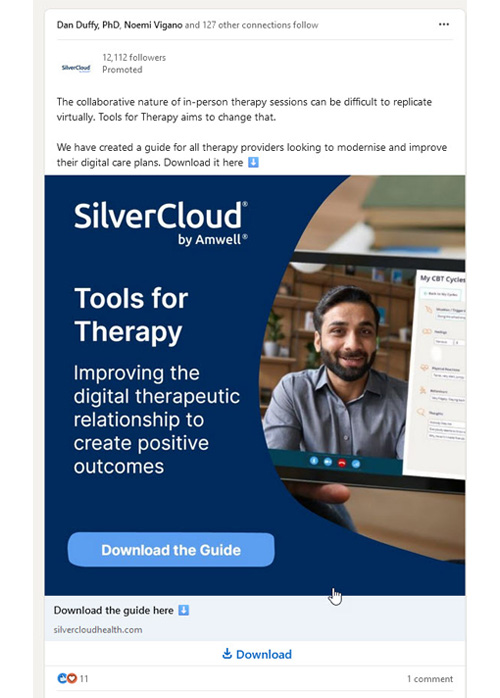 Dan Duffy, PhD, Noemi Vigano and 127 other connections follow
SilverCloud
12,112 followers
Promoted
The collaborative nature of in-person therapy sessions can be difficult to replicate
virtually. Tools for Therapy aims to change that.
We have created a guide for all therapy providers looking to modernise and improve
their digital care plans. Download it here ⬇️
SilverCloud®
by Amwell®
Tools for
Therapy
Improving the
digital therapeutic
relationship to
create positive
outcomes
My CBT Cycles
Feelings
Thoughts
Download the Guide
Download the guide here ⬇️
silvercloudhealth.com
Download
11
1 comment